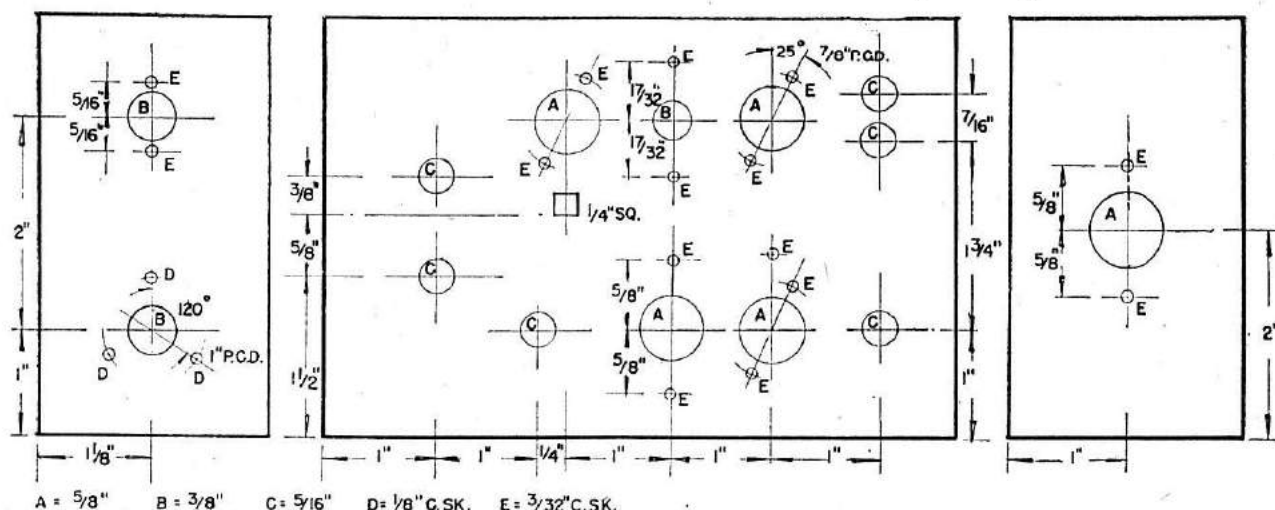 E
5/16"
B
5/16"
E
2"
D
120°
B
1" P.C.D.
D
D
1"
1 1/8"
E
E
25°
7/8" P.C.D.
E
17/32"
A
B
A
C
7/16"
17/32"
C
E
E
E
C
3/8"
1/4" SQ.
5/8"
C
E
E
E
1 3/4"
5/8"
C
A
A
C
5/8"
E
E
1 1/2"
1"
1"
1"
1/4"
1"
1"
1"
E
5/8"
A
5/8"
E
2"
1"
A = 5/8" B = 3/8" C = 5/16" D = 1/8" C.SK. E = 3/32" C.SK.